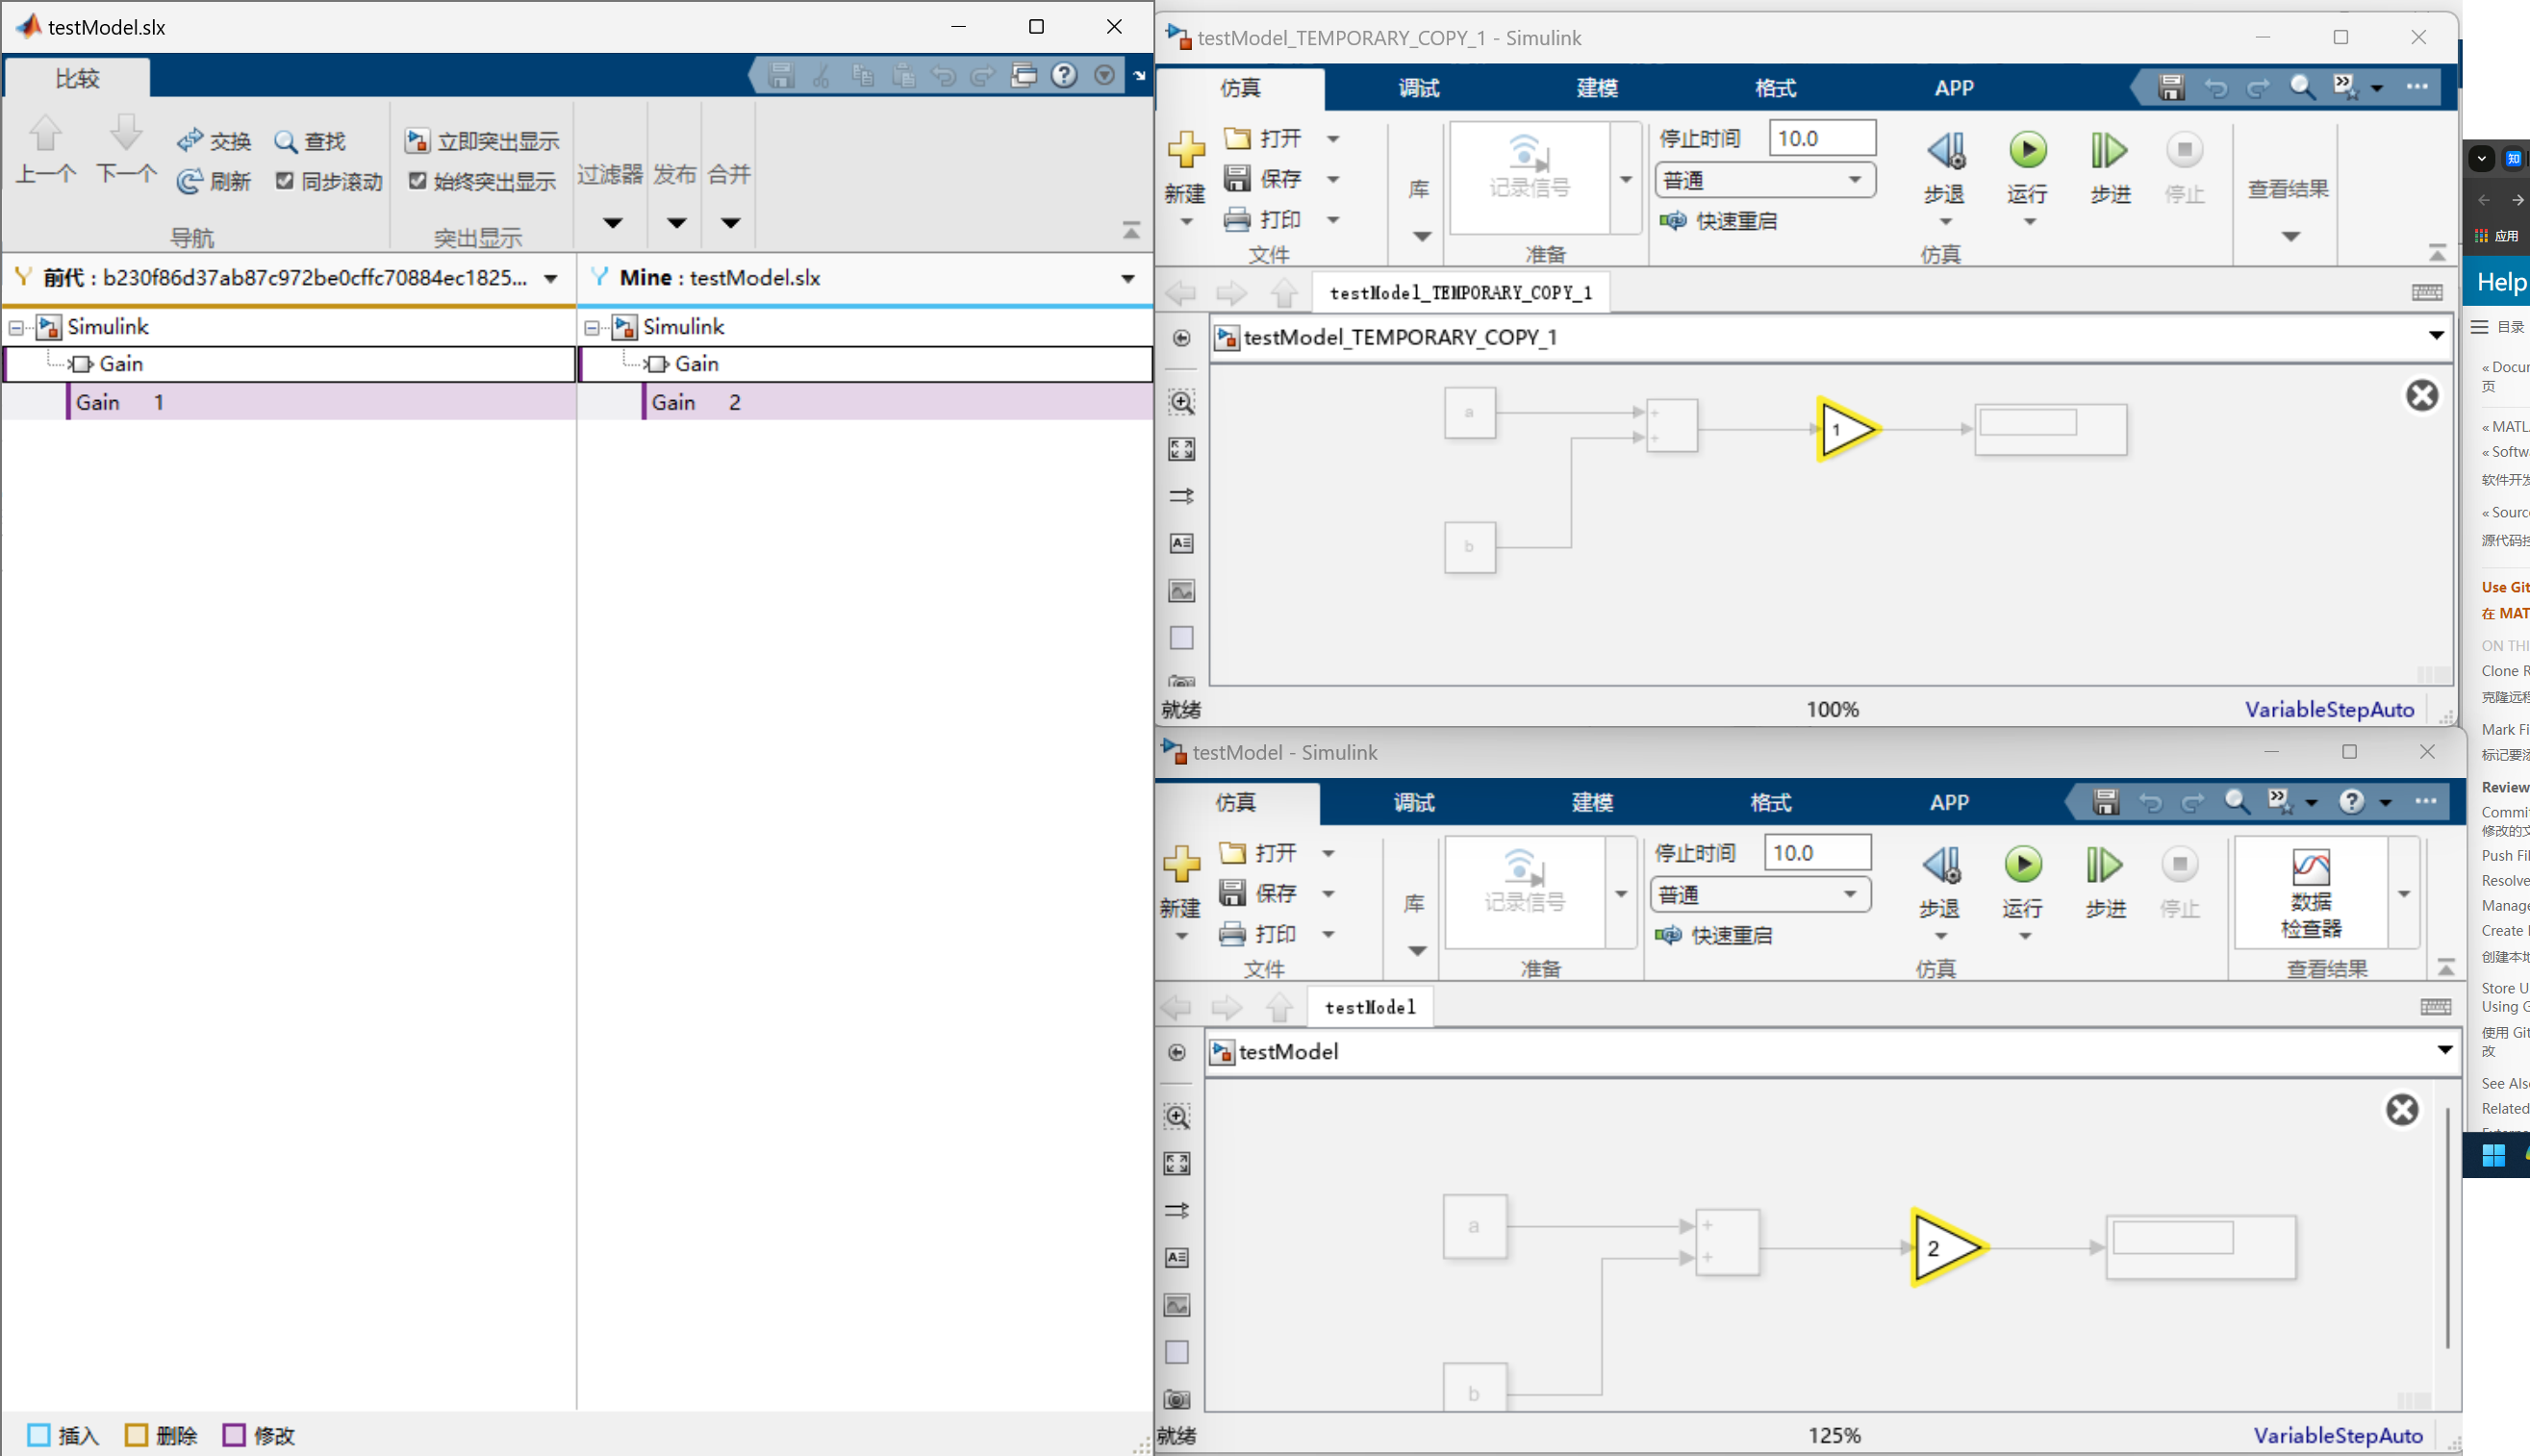 testModel.slx
比较
上一个
下一个
交换
查找
刷新
同步滚动
导航
立即突出显示
始终突出显示
突出显示
过滤器
发布
合并
前代 : b230f86d37ab87c972be0cffc70884ec1825...
Mine : testModel.slx
Simulink
Gain
Gain 1
Simulink
Gain
Gain 2
插入
删除
修改
testModel_TEMPORARY_COPY_1 - Simulink
仿真
调试
建模
格式
APP
新建
打开
保存
打印
文件
库
记录信号
准备
停止时间 10.0
普通
快速重启
步退
运行
步进
停止
仿真
查看结果
testModel_TEMPORARY_COPY_1
testModel_TEMPORARY_COPY_1
a
+
+
1
b
就绪
100%
VariableStepAuto
testModel - Simulink
仿真
调试
建模
格式
APP
新建
打开
保存
打印
文件
库
记录信号
准备
停止时间 10.0
普通
快速重启
步退
运行
步进
停止
仿真
数据
检查器
查看结果
testModel
testModel
a
+
+
2
b
就绪
125%
VariableStepAuto
知
应用
Help
目录
« Docu
页
« MATL
« Softw
软件开发
« Sourc
源代码控
Use Git
在 MAT
ON THI
Clone R
克隆远程
Mark Fi
标记要添
Review
Commi
修改的文
Push Fil
Resolve
Manage
Create
创建本地
Store U
Using G
使用 Git
改
See Als
Related